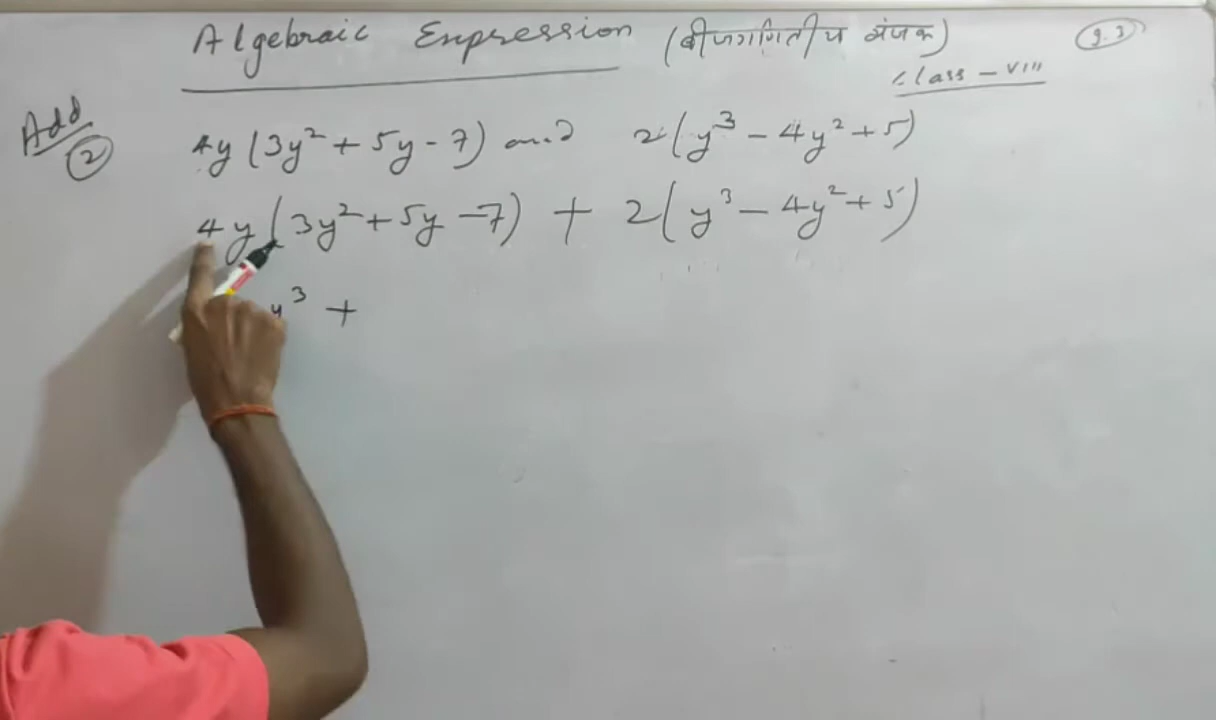 Algebraic Expression (बीजगणितीय व्यंजक) 9.3
Class - VIII
Add
2 4y (3y² + 5y - 7) and 2(y³ - 4y² + 5)
4y(3y² + 5y - 7) + 2(y³ - 4y² + 5)
y³ +